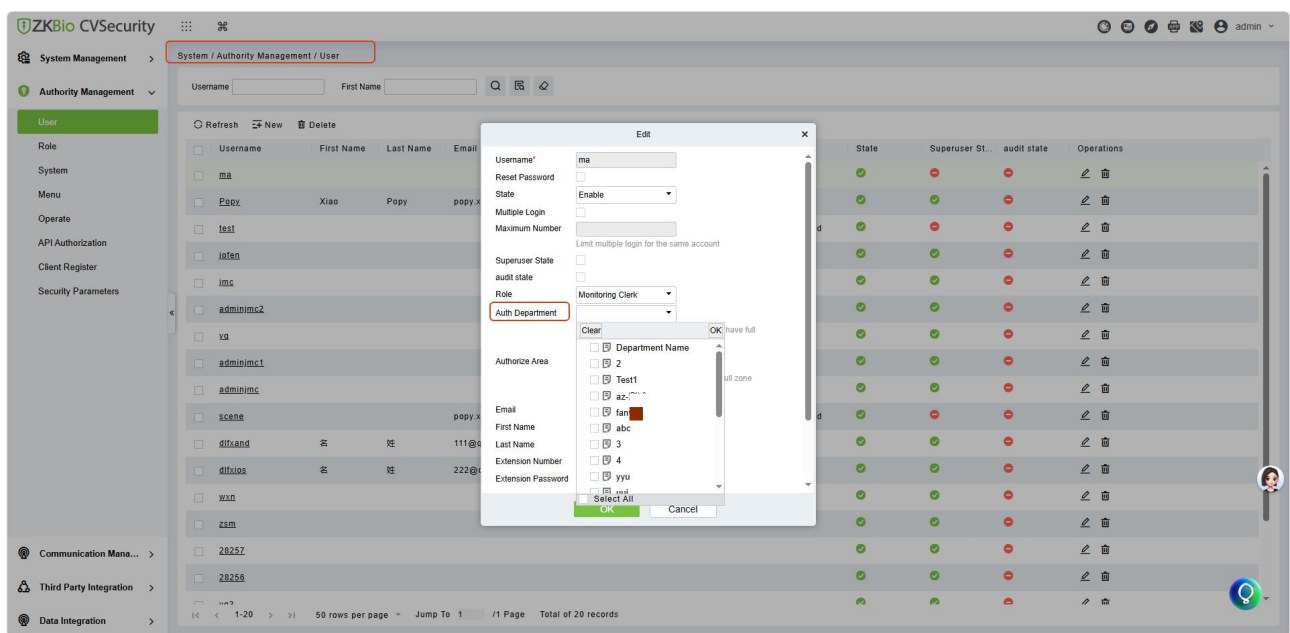 ZKBio CVSecurity
admin
System Management
System / Authority Management / User
Authority Management
Username
First Name
User
Role
System
Menu
Operate
API Authorization
Client Register
Security Parameters
Communication Mana...
Third Party Integration
Data Integration
Refresh New Delete
Username First Name Last Name Email State Superuser St... audit state Operations
ma
Popy Xiao Popy popy.x
test d
jofen
jmc
adminjmc2
yq
adminjmc1
adminjmc
scene popy.x d
dlfxand 名 姓 111@q
dlfxios 名 姓 222@q
wxn
zsm
28257
28256
1-20 50 rows per page Jump To 1 /1 Page Total of 20 records
Edit
Username* ma
Reset Password
State Enable
Multiple Login
Maximum Number
Limit multiple login for the same account
Superuser State
audit state
Role Monitoring Clerk
Auth Department
Clear OK have full
Department Name
2
Authorize Area
Test1 ull zone
az-
Email
First Name abc
Last Name 3
Extension Number 4
Extension Password yyu
Select All
OK Cancel